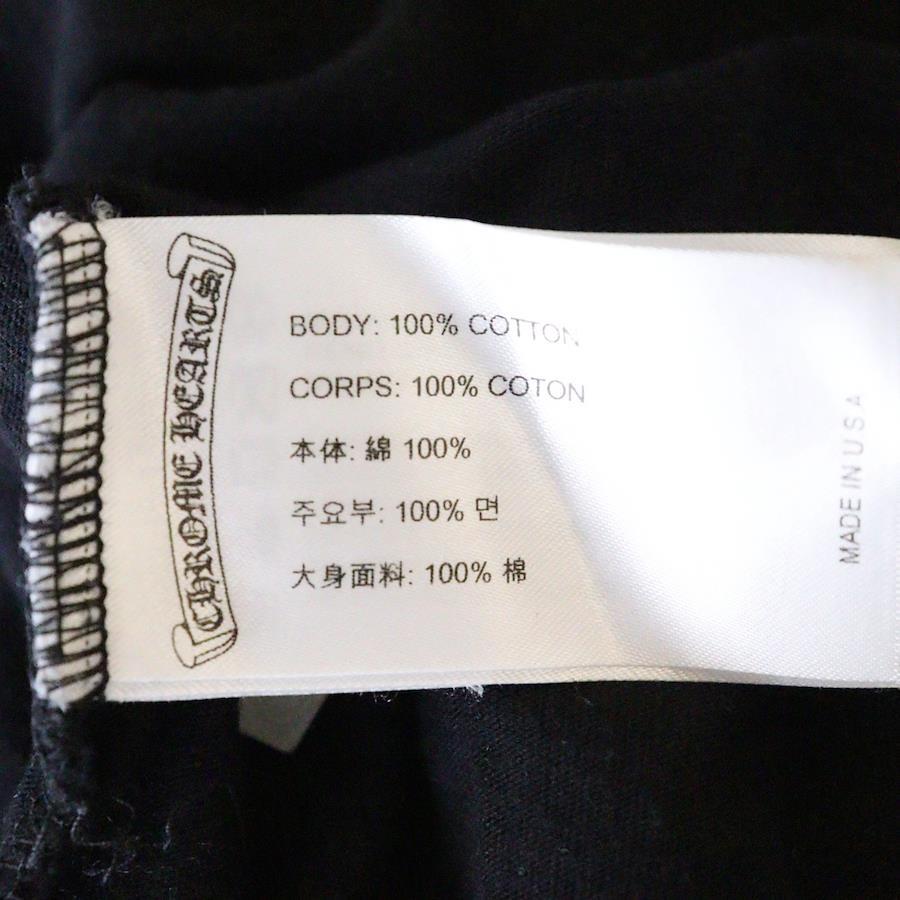 CHROME HEARTS
BODY: 100% COTTON
CORPS: 100% COTON
本体: 綿 100%
주요부: 100% 면
大身面料: 100% 棉
MADE IN USA